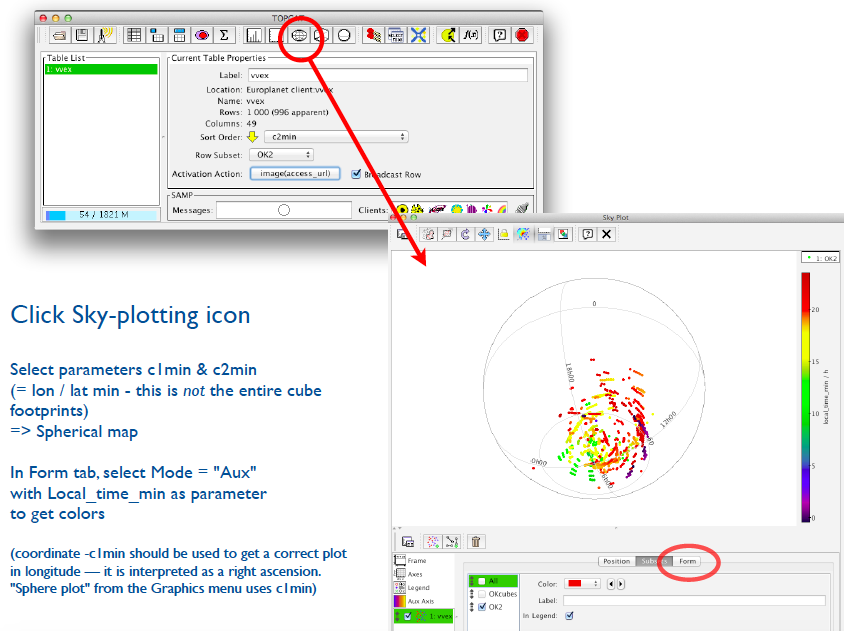 TOPCAT
Table List
1: vvex
54 / 1821 M
Current Table Properties
Label: vvex
Location: Europlanet client:vvex
Name: vvex
Rows: 1 000 (996 apparent)
Columns: 49
Sort Order: c2min
Row Subset: OK2
Activation Action: image(access_url) Broadcast Row
SAMP
Messages: Clients:
Click Sky-plotting icon
Select parameters c1min & c2min
(= lon / lat min - this is not the entire cube
footprints)
=> Spherical map
In Form tab, select Mode = "Aux"
with Local_time_min as parameter
to get colors
(coordinate -c1min should be used to get a correct plot
in longitude — it is interpreted as a right ascension.
"Sphere plot" from the Graphics menu uses c1min)
Sky Plot
1: OK2
0
18h00
12h00
0h00
20
15
10
5
0
local_time_min / h
Frame
Axes
Legend
Aux Axis
1: vvex
Position Subsets Form
All
OKcubes
OK2
Color:
Label:
In Legend: